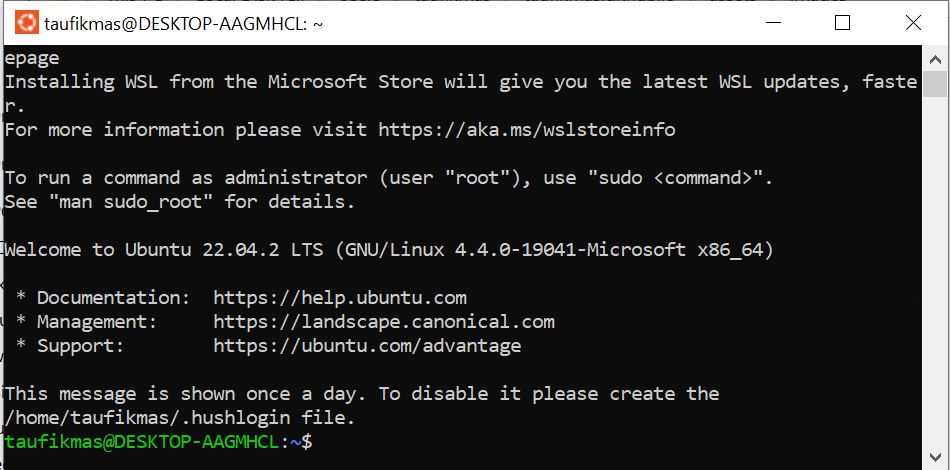 taufikmas@DESKTOP-AAGMHCL: ~
epage
Installing WSL from the Microsoft Store will give you the latest WSL updates, faste
r.
For more information please visit https://aka.ms/wslstoreinfo
To run a command as administrator (user "root"), use "sudo <command>".
See "man sudo_root" for details.
Welcome to Ubuntu 22.04.2 LTS (GNU/Linux 4.4.0-19041-Microsoft x86_64)
* Documentation:  https://help.ubuntu.com
* Management:     https://landscape.canonical.com
* Support:        https://ubuntu.com/advantage
This message is shown once a day. To disable it please create the
/home/taufikmas/.hushlogin file.
taufikmas@DESKTOP-AAGMHCL:~$